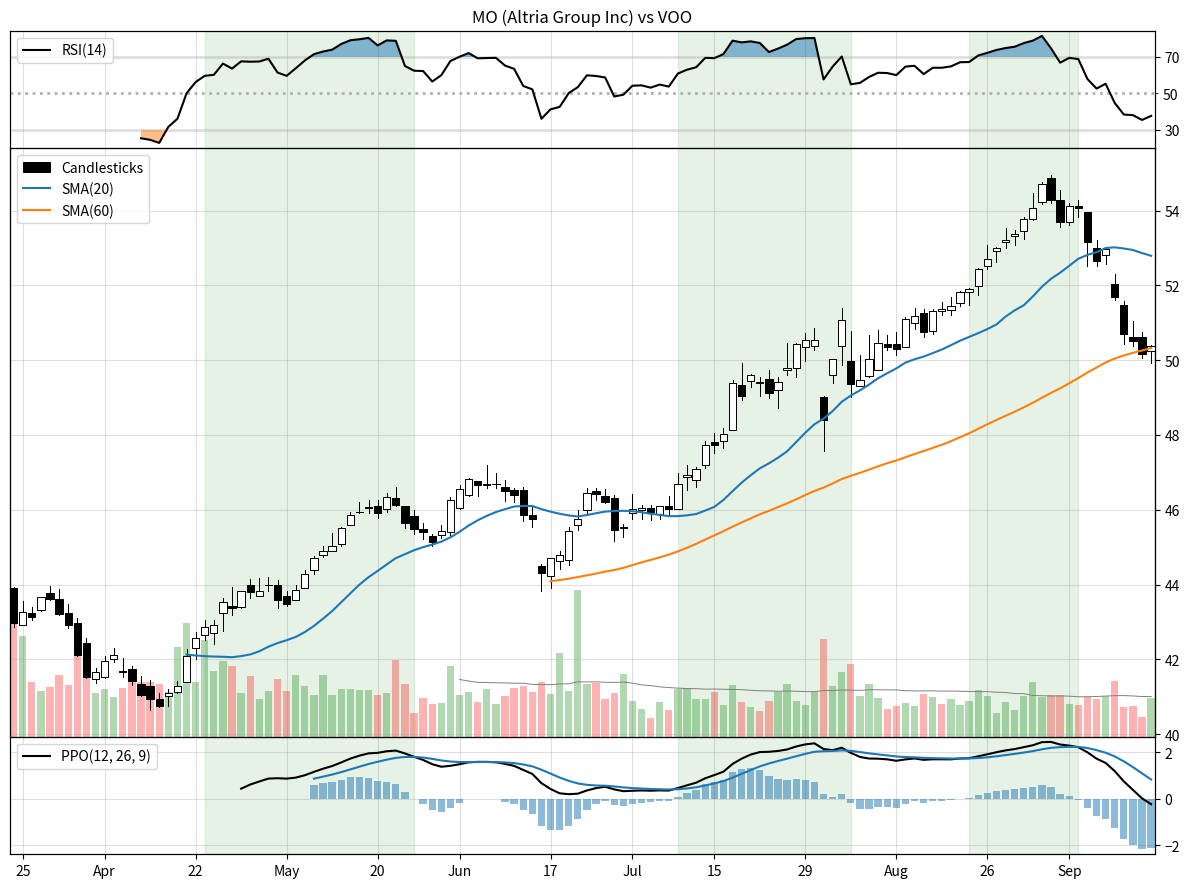 MO (Altria Group Inc) vs VOO
RSI(14)
70
50
30
Candlesticks
SMA(20)
SMA(60)
54
52
50
48
46
44
42
40
PPO(12, 26, 9)
2
0
−2
25 Apr 22 May 20 Jun 17 Jul 15 29 Aug 26 Sep